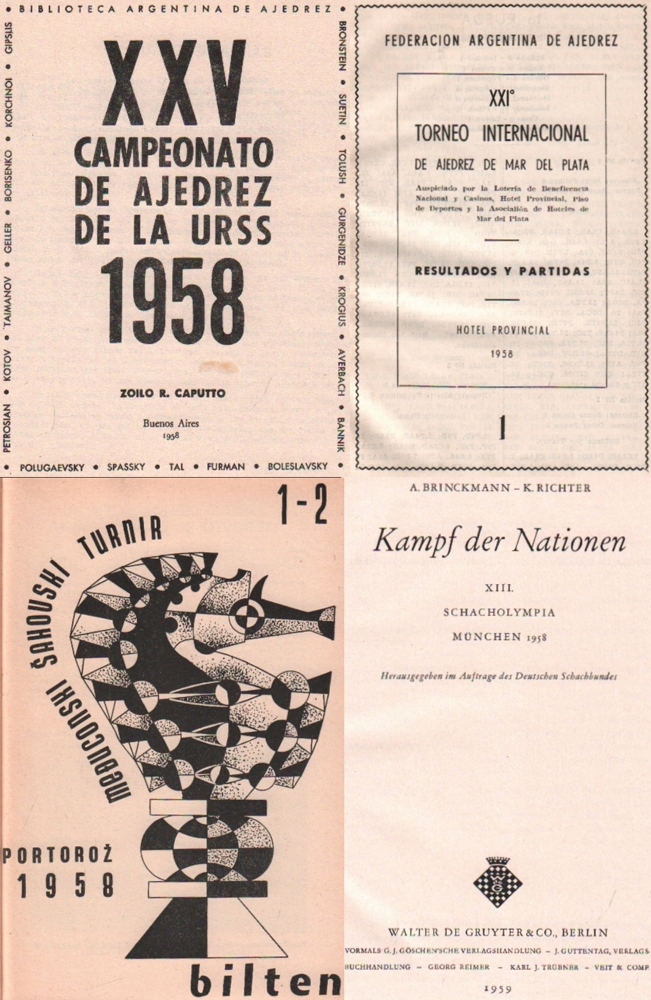 • BIBLIOTECA ARGENTINA DE AJEDREZ •
PETROSIAN • KOTOV • TAIMANOV • GELLER • BORISENKO • KORCHNOI • GIPSLIS
XXV
CAMPEONATO
DE AJEDREZ
DE LA URSS
1958
ZOILO R. CAPUTTO
Buenos Aires
1958
BRONSTEIN • SUETIN • TOLUSH • GURGENIDZE • KROGIUS • AVERBACH • BANNIK
• POLUGAEVSKY • SPASSKY • TAL • FURMAN • BOLESLAVSKY •
FEDERACION ARGENTINA DE AJEDREZ
XXI°
TORNEO INTERNACIONAL
DE AJEDREZ DE MAR DEL PLATA
Auspiciado por la Lotería de Beneficencia
Nacional y Casinos, Hotel Provincial, Piso
de Deportes y la Asociación de Hoteles de
Mar del Plata
RESULTADOS Y PARTIDAS
HOTEL PROVINCIAL
1958
1
1-2
međunarodni ŠAHOVSKI TURNIR
PORTOROŽ
1958
bilten
A. BRINCKMANN – K. RICHTER
Kampf der Nationen
XIII.
SCHACHOLYMPIA
MÜNCHEN 1958
Herausgegeben im Auftrage des Deutschen Schachbundes
WALTER DE GRUYTER & CO., BERLIN
VORMALS G. J. GÖSCHEN'SCHE VERLAGSHANDLUNG – J. GUTTENTAG, VERLAGS-
BUCHHANDLUNG – GEORG REIMER – KARL J. TRÜBNER – VEIT & COMP
1959